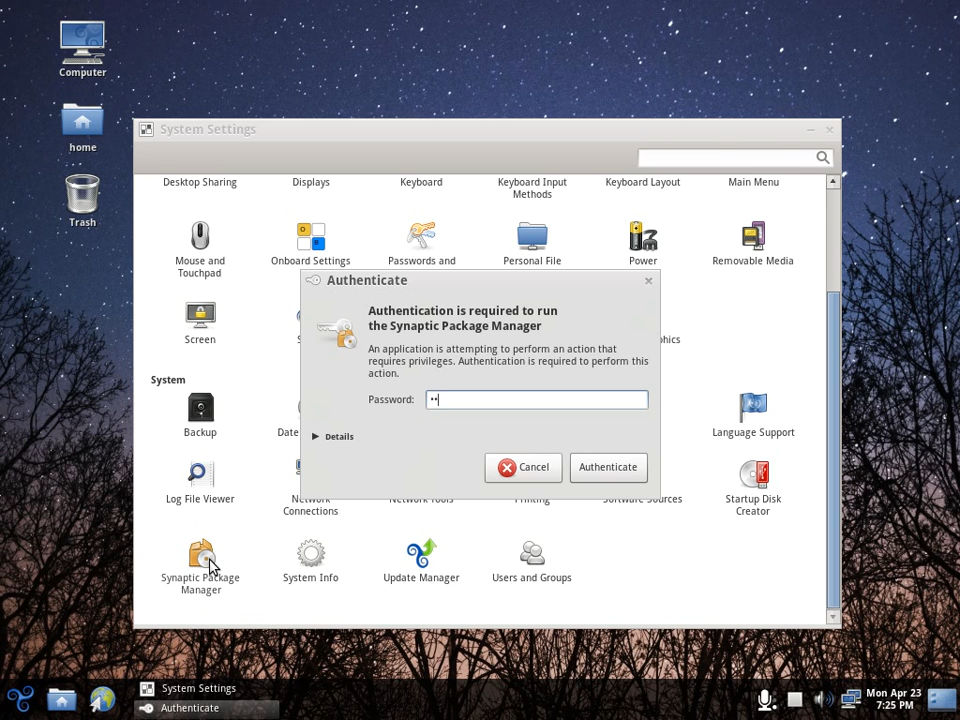 Computer
home
Trash
System Settings
Desktop Sharing
Displays
Keyboard
Keyboard Input
Methods
Keyboard Layout
Main Menu
Mouse and
Touchpad
Onboard Settings
Passwords and
Personal File
Power
Removable Media
Screen
Authenticate
Authentication is required to run
the Synaptic Package Manager
An application is attempting to perform an action that
requires privileges. Authentication is required to perform this
action.
Password:
Details
Cancel
Authenticate
System
Backup
Date
Language Support
Log File Viewer
Network
Connections
Network Tools
Printing
Software Sources
Startup Disk
Creator
Synaptic Package
Manager
System Info
Update Manager
Users and Groups
System Settings
Authenticate
Mon Apr 23
7:25 PM